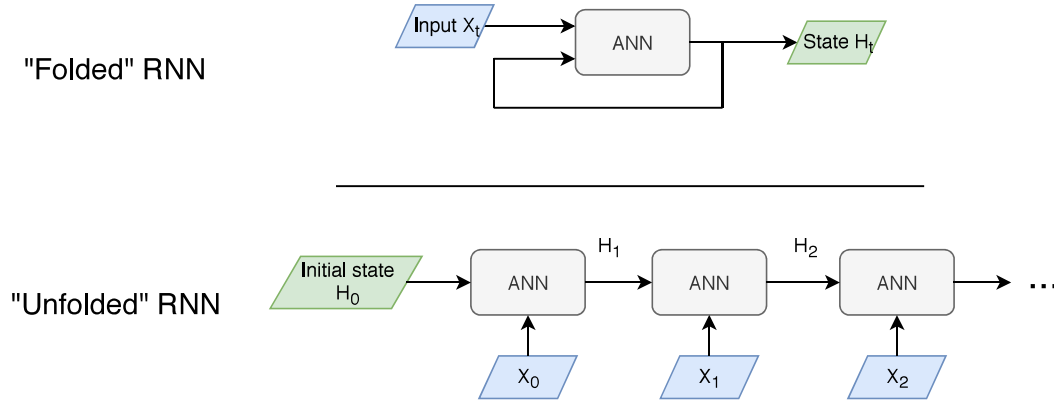 Input Xₜ
ANN
State Hₜ
"Folded" RNN
H₁
H₂
Initial state
H₀
ANN
ANN
ANN
...
"Unfolded" RNN
X₀
X₁
X₂